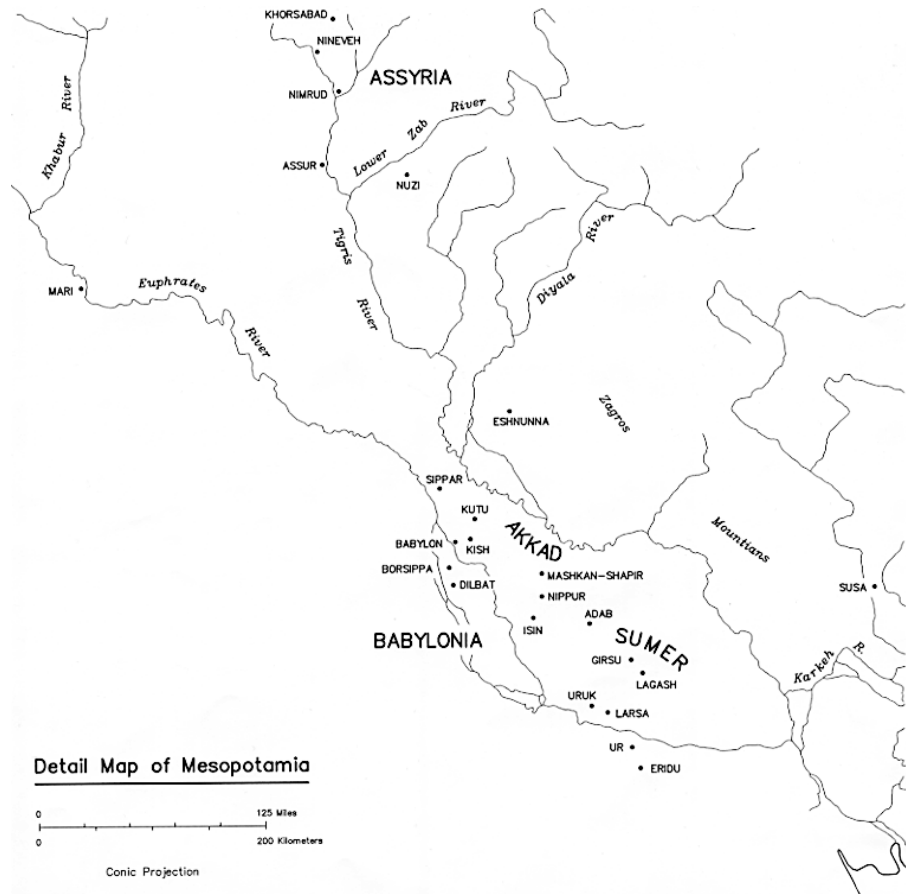 KHORSABAD
NINEVEH
ASSYRIA
NIMRUD
Khabur River
Lower Zab River
ASSUR
NUZI
Tigris River
Diyala River
MARI
Euphrates River
ESHNUNNA
Zagros Mountians
SIPPAR
KUTU
AKKAD
BABYLON
KISH
BORSIPPA
MASHKAN-SHAPIR
DILBAT
NIPPUR
SUSA
ISIN
ADAB
BABYLONIA
SUMER
GIRSU
LAGASH
Karkeh R.
URUK
LARSA
UR
ERIDU
Detail Map of Mesopotamia
0 125 Miles
0 200 Kilometers
Conic Projection